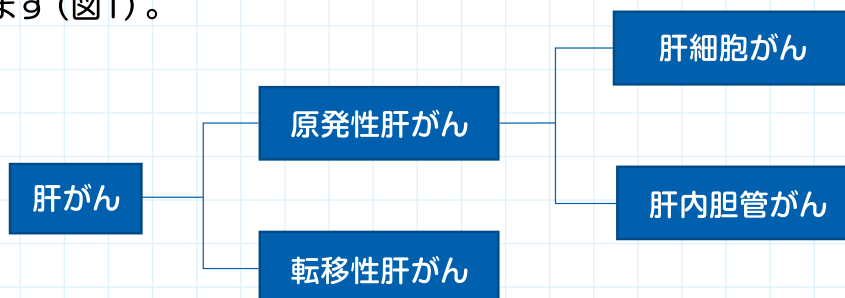 ます（図1）。
肝細胞がん
原発性肝がん
肝がん
肝内胆管がん
転移性肝がん